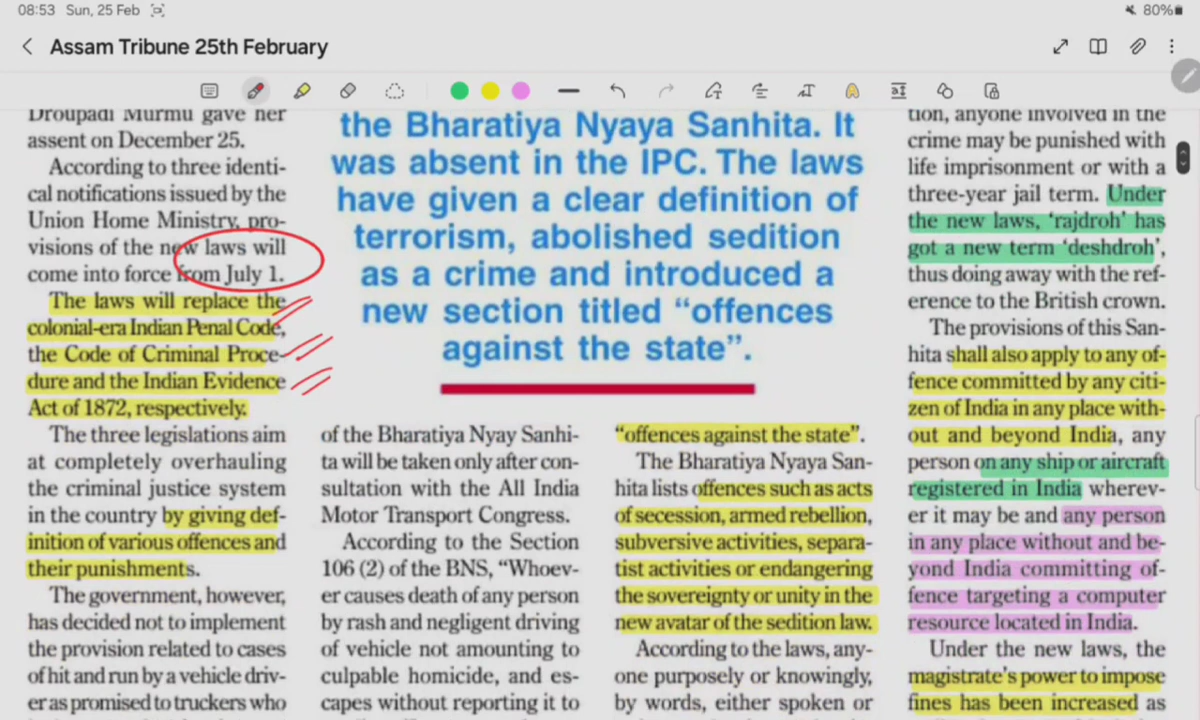 08:53 Sun, 25 Feb
80%
Assam Tribune 25th February
Droupadi Murmu gave her
assent on December 25.
According to three identi-
cal notifications issued by the
Union Home Ministry, pro-
visions of the new laws will
come into force from July 1.
The laws will replace the
colonial-era Indian Penal Code,
the Code of Criminal Proce-
dure and the Indian Evidence
Act of 1872, respectively.
The three legislations aim
at completely overhauling
the criminal justice system
in the country by giving def-
inition of various offences and
their punishments.
The government, however,
has decided not to implement
the provision related to cases
of hit and run by a vehicle driv-
er as promised to truckers who
the Bharatiya Nyaya Sanhita. It
was absent in the IPC. The laws
have given a clear definition of
terrorism, abolished sedition
as a crime and introduced a
new section titled “offences
against the state”.
of the Bharatiya Nyay Sanhi-
ta will be taken only after con-
sultation with the All India
Motor Transport Congress.
According to the Section
106 (2) of the BNS, “Whoev-
er causes death of any person
by rash and negligent driving
of vehicle not amounting to
culpable homicide, and es-
capes without reporting it to
“offences against the state”.
The Bharatiya Nyaya San-
hita lists offences such as acts
of secession, armed rebellion,
subversive activities, separa-
tist activities or endangering
the sovereignty or unity in the
new avatar of the sedition law.
According to the laws, any-
one purposely or knowingly,
by words, either spoken or
tion, anyone involved in the
crime may be punished with
life imprisonment or with a
three-year jail term. Under
the new laws, ‘rajdroh’ has
got a new term ‘deshdroh’,
thus doing away with the ref-
erence to the British crown.
The provisions of this San-
hita shall also apply to any of-
fence committed by any citi-
zen of India in any place with-
out and beyond India, any
person on any ship or aircraft
registered in India wherev-
er it may be and any person
in any place without and be-
yond India committing of-
fence targeting a computer
resource located in India.
Under the new laws, the
magistrate’s power to impose
fines has been increased as